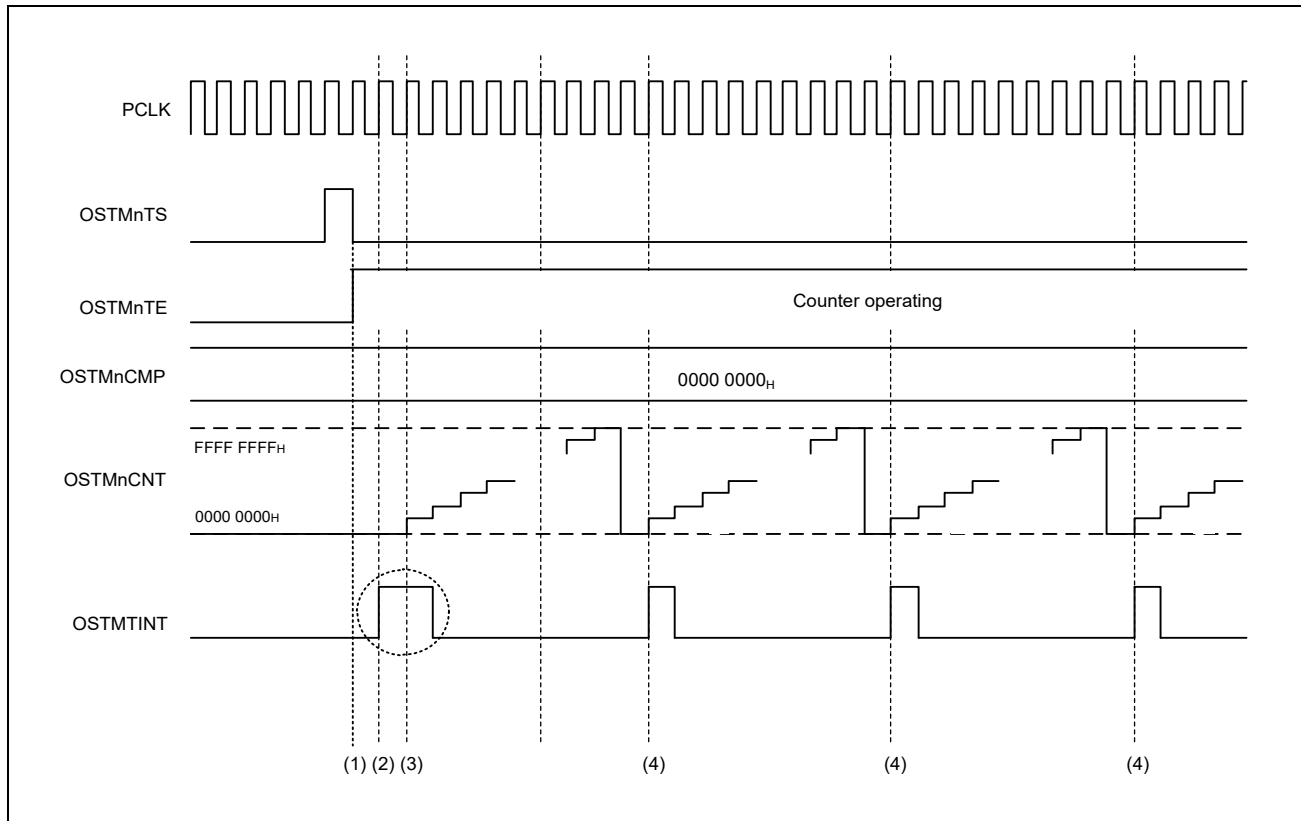 PCLK
OSTMnTS
OSTMnTE
Counter operating
OSTMnCMP
0000 0000H
FFFF FFFFH
OSTMnCNT
0000 0000H
OSTMTINT
(1) (2) (3) (4) (4) (4)